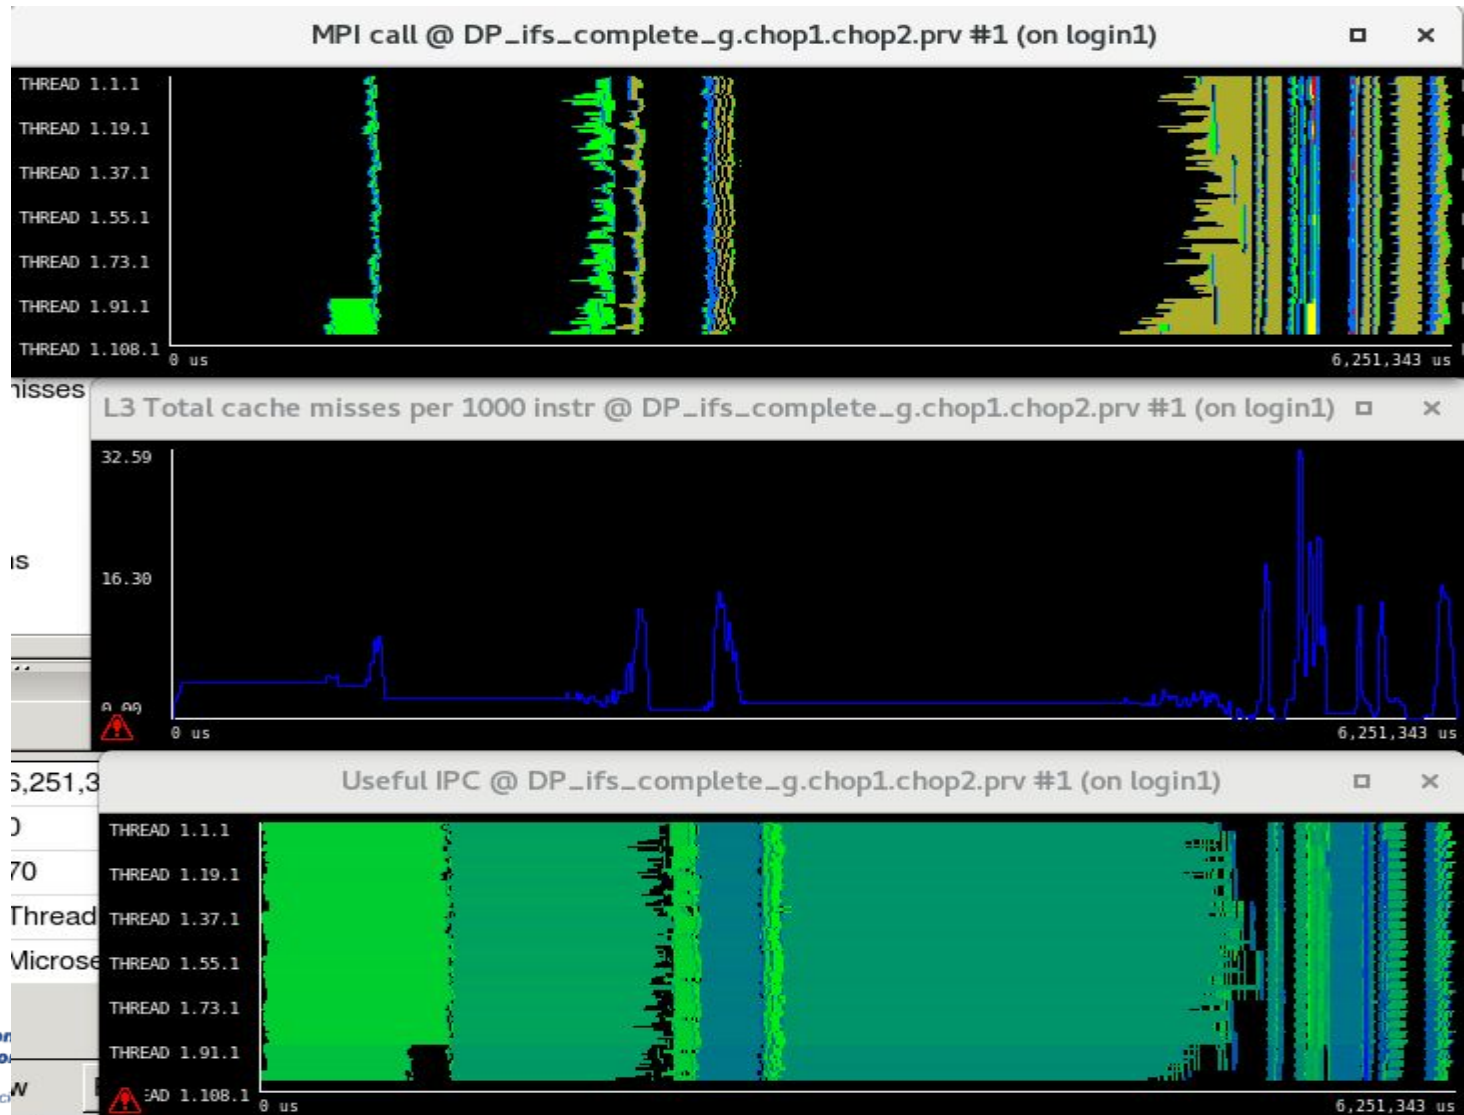 MPI call @ DP_ifs_complete_g.chop1.chop2.prv #1 (on login1)
THREAD 1.1.1
THREAD 1.19.1
THREAD 1.37.1
THREAD 1.55.1
THREAD 1.73.1
THREAD 1.91.1
THREAD 1.108.1
0 us
6,251,343 us
nisses
L3 Total cache misses per 1000 instr @ DP_ifs_complete_g.chop1.chop2.prv #1 (on login1)
32.59
16.30
0.00
0 us
6,251,343 us
6,251,3
Useful IPC @ DP_ifs_complete_g.chop1.chop2.prv #1 (on login1)
70
Thread
Microse
THREAD 1.1.1
THREAD 1.19.1
THREAD 1.37.1
THREAD 1.55.1
THREAD 1.73.1
THREAD 1.91.1
AD 1.108.1
0 us
6,251,343 us